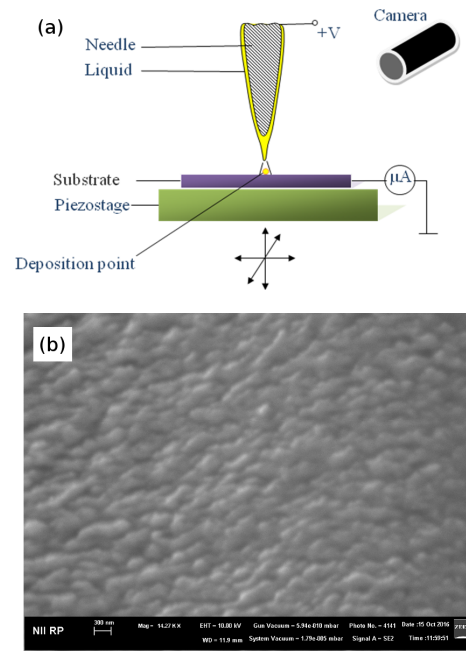 (a)
Camera
Needle
+V
Liquid
Substrate
μA
Piezostage
Deposition point
(b)
300 nm
Mag = 14.27 K X
EHT = 10.00 kV
Gun Vacuum = 5.94e-010 mbar
Photo No. = 4141
Date :15 Oct 2016
NII RP
WD = 11.9 mm
System Vacuum = 1.79e-005 mbar
Signal A = SE2
Time :11:59:51